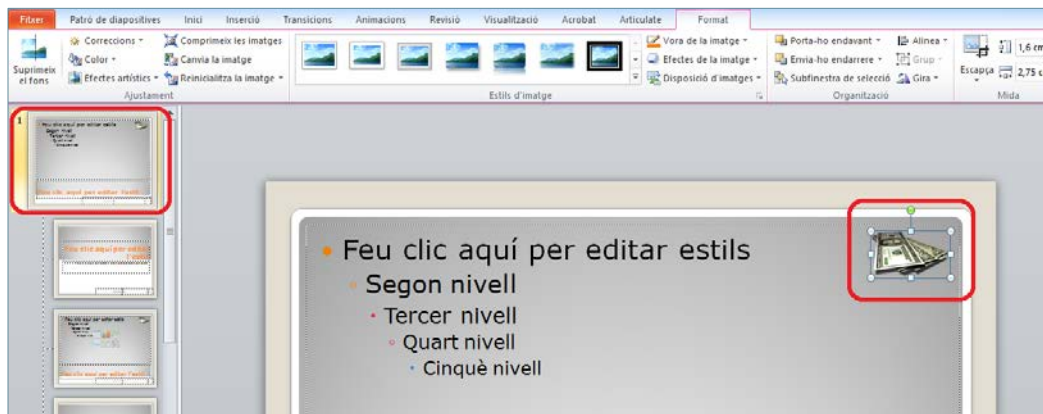 Fitxer Patró de diapositives Inici Inserció Transicions Animacions Revisió Visualització Acrobat Articulate Format
Suprimeix el fons
Correccions
Color
Efectes artístics
Comprimeix les imatges
Canvia la imatge
Reinicialitza la imatge
Ajustament
Estils d'imatge
Vora de la imatge
Efectes de la imatge
Disposició d'imatges
Porta-ho endavant
Envia-ho endarrere
Subfinestra de selecció
Alinea
Grup
Gira
Organització
Escapça
1,6 cm
2,75 c
Mida
1
Feu clic aquí per editar estils
Segon nivell
Tercer nivell
Quart nivell
Cinquè nivell